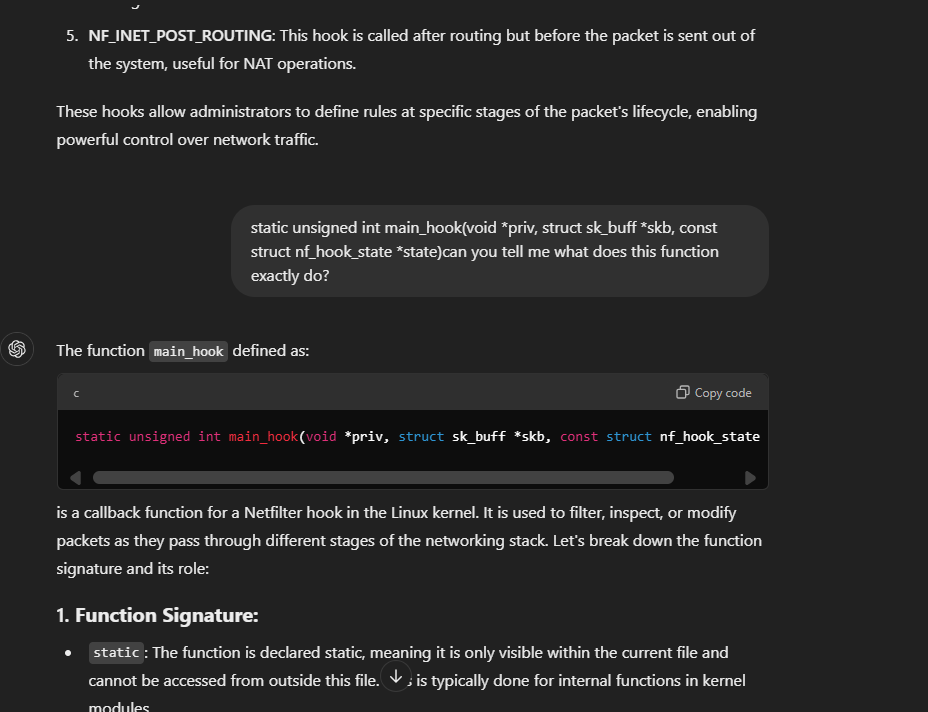 5. NF_INET_POST_ROUTING: This hook is called after routing but before the packet is sent out of
the system, useful for NAT operations.
These hooks allow administrators to define rules at specific stages of the packet's lifecycle, enabling
powerful control over network traffic.
static unsigned int main_hook(void *priv, struct sk_buff *skb, const
struct nf_hook_state *state)can you tell me what does this function
exactly do?
The function main_hook defined as:
c Copy code
static unsigned int main_hook(void *priv, struct sk_buff *skb, const struct nf_hook_state
is a callback function for a Netfilter hook in the Linux kernel. It is used to filter, inspect, or modify
packets as they pass through different stages of the networking stack. Let's break down the function
signature and its role:
1. Function Signature:
• static: The function is declared static, meaning it is only visible within the current file and
cannot be accessed from outside this file. is typically done for internal functions in kernel
modules